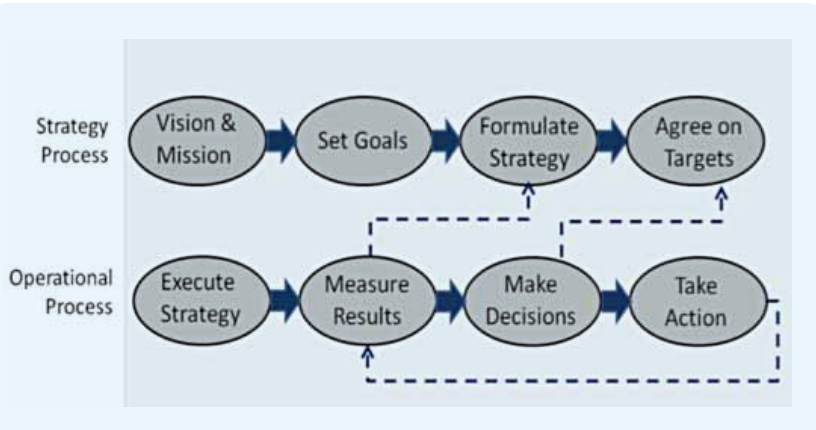 Strategy
Process
Vision &
Mission
Set Goals
Formulate
Strategy
Agree on
Targets
Operational
Process
Execute
Strategy
Measure
Results
Make
Decisions
Take
Action